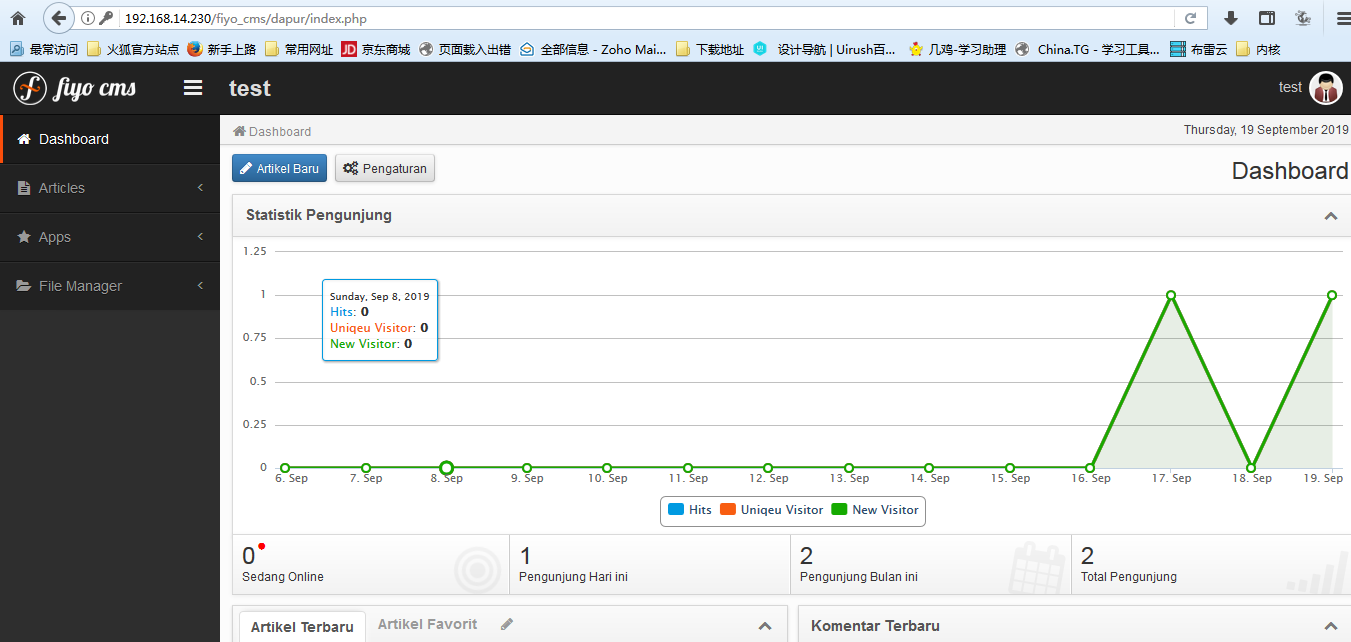 192.168.14.230/fiyo_cms/dapur/index.php
最常访问 火狐官方站点 新手上路 常用网址 JD 京东商城 页面载入出错 全部信息 - Zoho Mai... 下载地址 设计导航 | Uirush百... 几鸡-学习助理 China.TG - 学习工具... 布雷云 内核
fiyo cms test test
Dashboard Dashboard Thursday, 19 September 2019
Artikel Baru Pengaturan Dashboard
Articles
Statistik Pengunjung
Apps
File Manager
1.25
1
0.75
0.5
0.25
0
Sunday, Sep 8, 2019
Hits: 0
Uniqeu Visitor: 0
New Visitor: 0
6. Sep 7. Sep 8. Sep 9. Sep 10. Sep 11. Sep 12. Sep 13. Sep 14. Sep 15. Sep 16. Sep 17. Sep 18. Sep 19. Sep
Hits Uniqeu Visitor New Visitor
0 1 2 2
Sedang Online Pengunjung Hari ini Pengunjung Bulan ini Total Pengunjung
Artikel Terbaru Artikel Favorit Komentar Terbaru